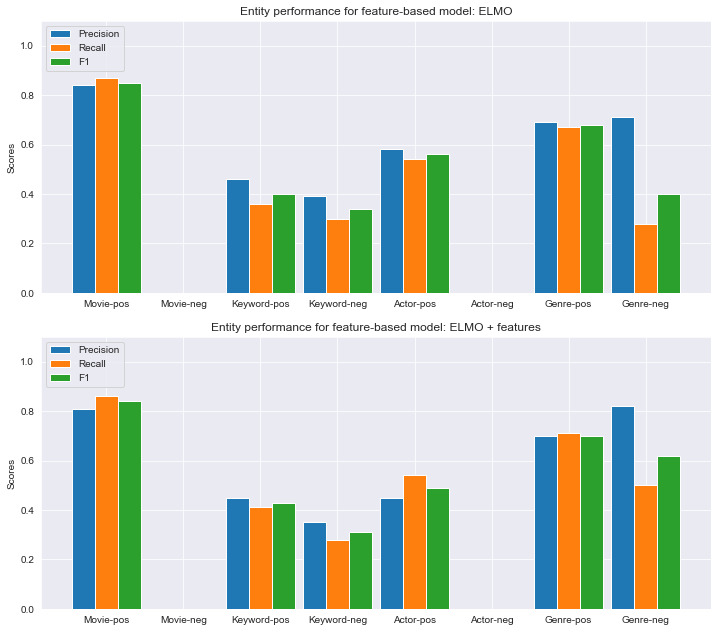 Entity performance for feature-based model: ELMO
Precision
Recall
F1
Scores
1.0
0.8
0.6
0.4
0.2
0.0
Movie-pos Movie-neg Keyword-pos Keyword-neg Actor-pos Actor-neg Genre-pos Genre-neg
Entity performance for feature-based model: ELMO + features
Precision
Recall
F1
Scores
1.0
0.8
0.6
0.4
0.2
0.0
Movie-pos Movie-neg Keyword-pos Keyword-neg Actor-pos Actor-neg Genre-pos Genre-neg